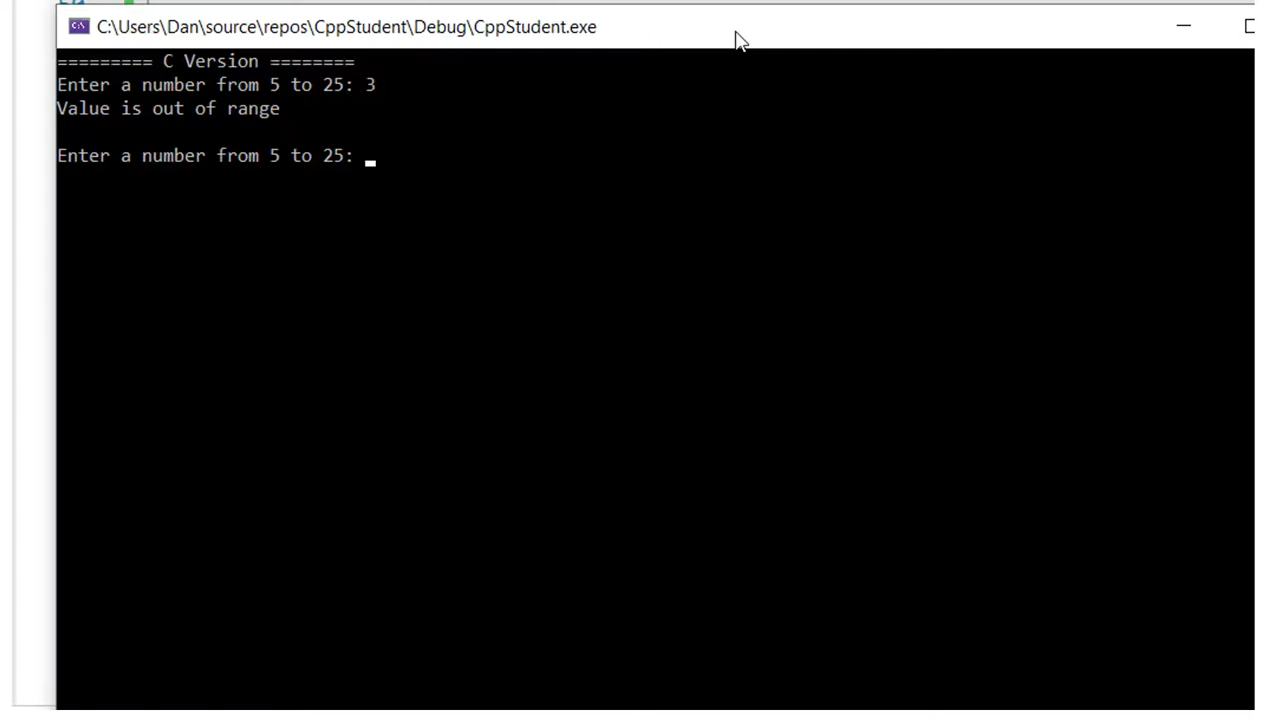 C:\Users\Dan\source\repos\CppStudent\Debug\CppStudent.exe
========= C Version ========
Enter a number from 5 to 25: 3
Value is out of range
Enter a number from 5 to 25: